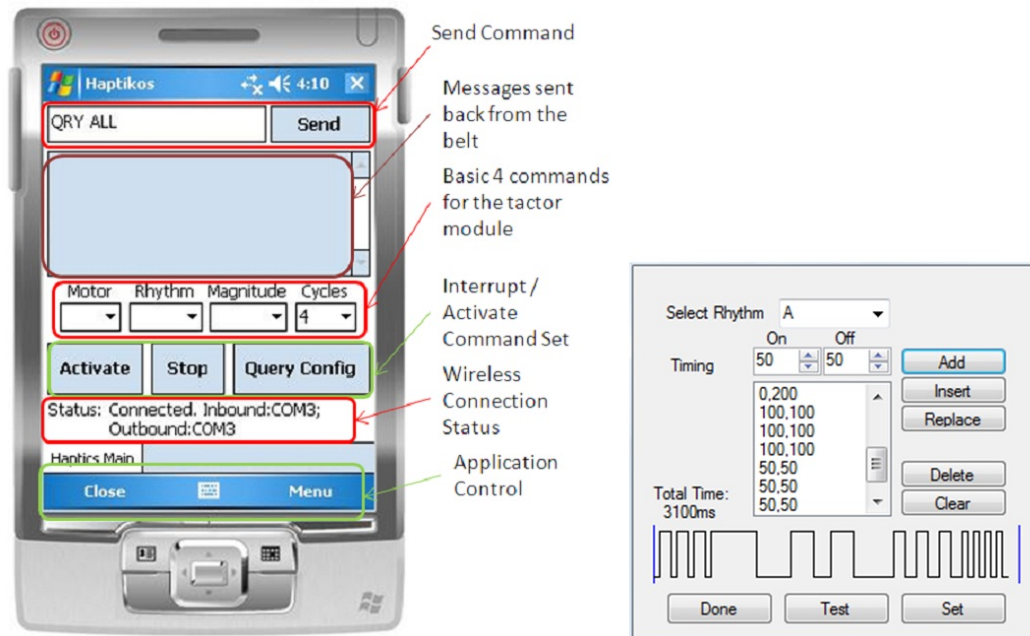 Haptikos
4:10
QRY ALL
Send
Motor Rhythm Magnitude Cycles
4
Activate Stop Query Config
Status: Connected. Inbound:COM3;
Outbound:COM3
Haptics Main
Close Menu
Send Command
Messages sent
back from the
belt
Basic 4 commands
for the tactor
module
Interrupt /
Activate
Command Set
Wireless
Connection
Status
Application
Control
Select Rhythm A
On Off
Timing 50 50 Add
0,200
100,100
100,100
100,100
50,50
50,50
50,50
Insert
Replace
Delete
Clear
Total Time:
3100ms
Done Test Set